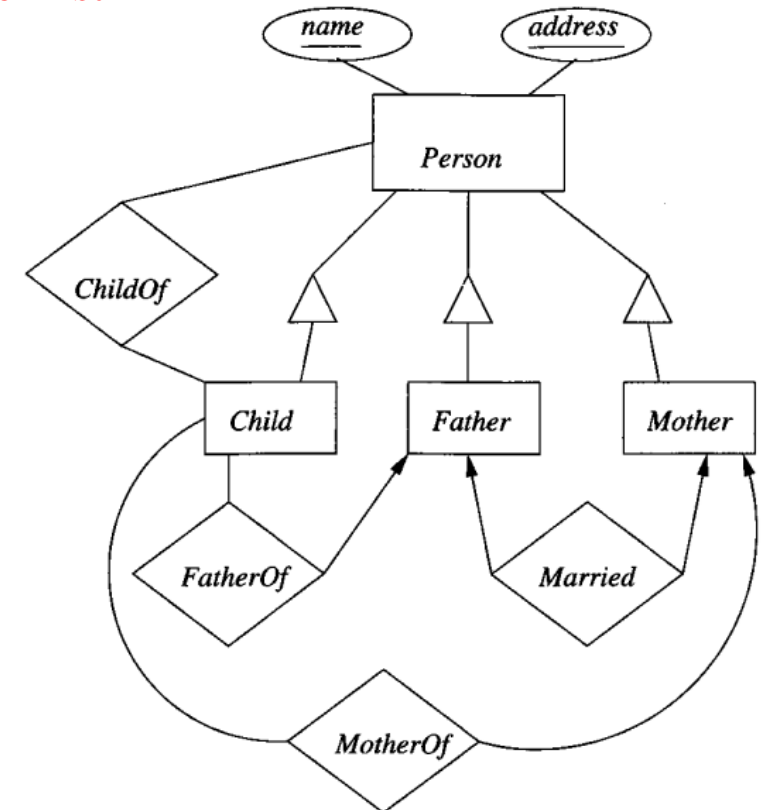 name
address
Person
ChildOf
Child
Father
Mother
FatherOf
Married
MotherOf